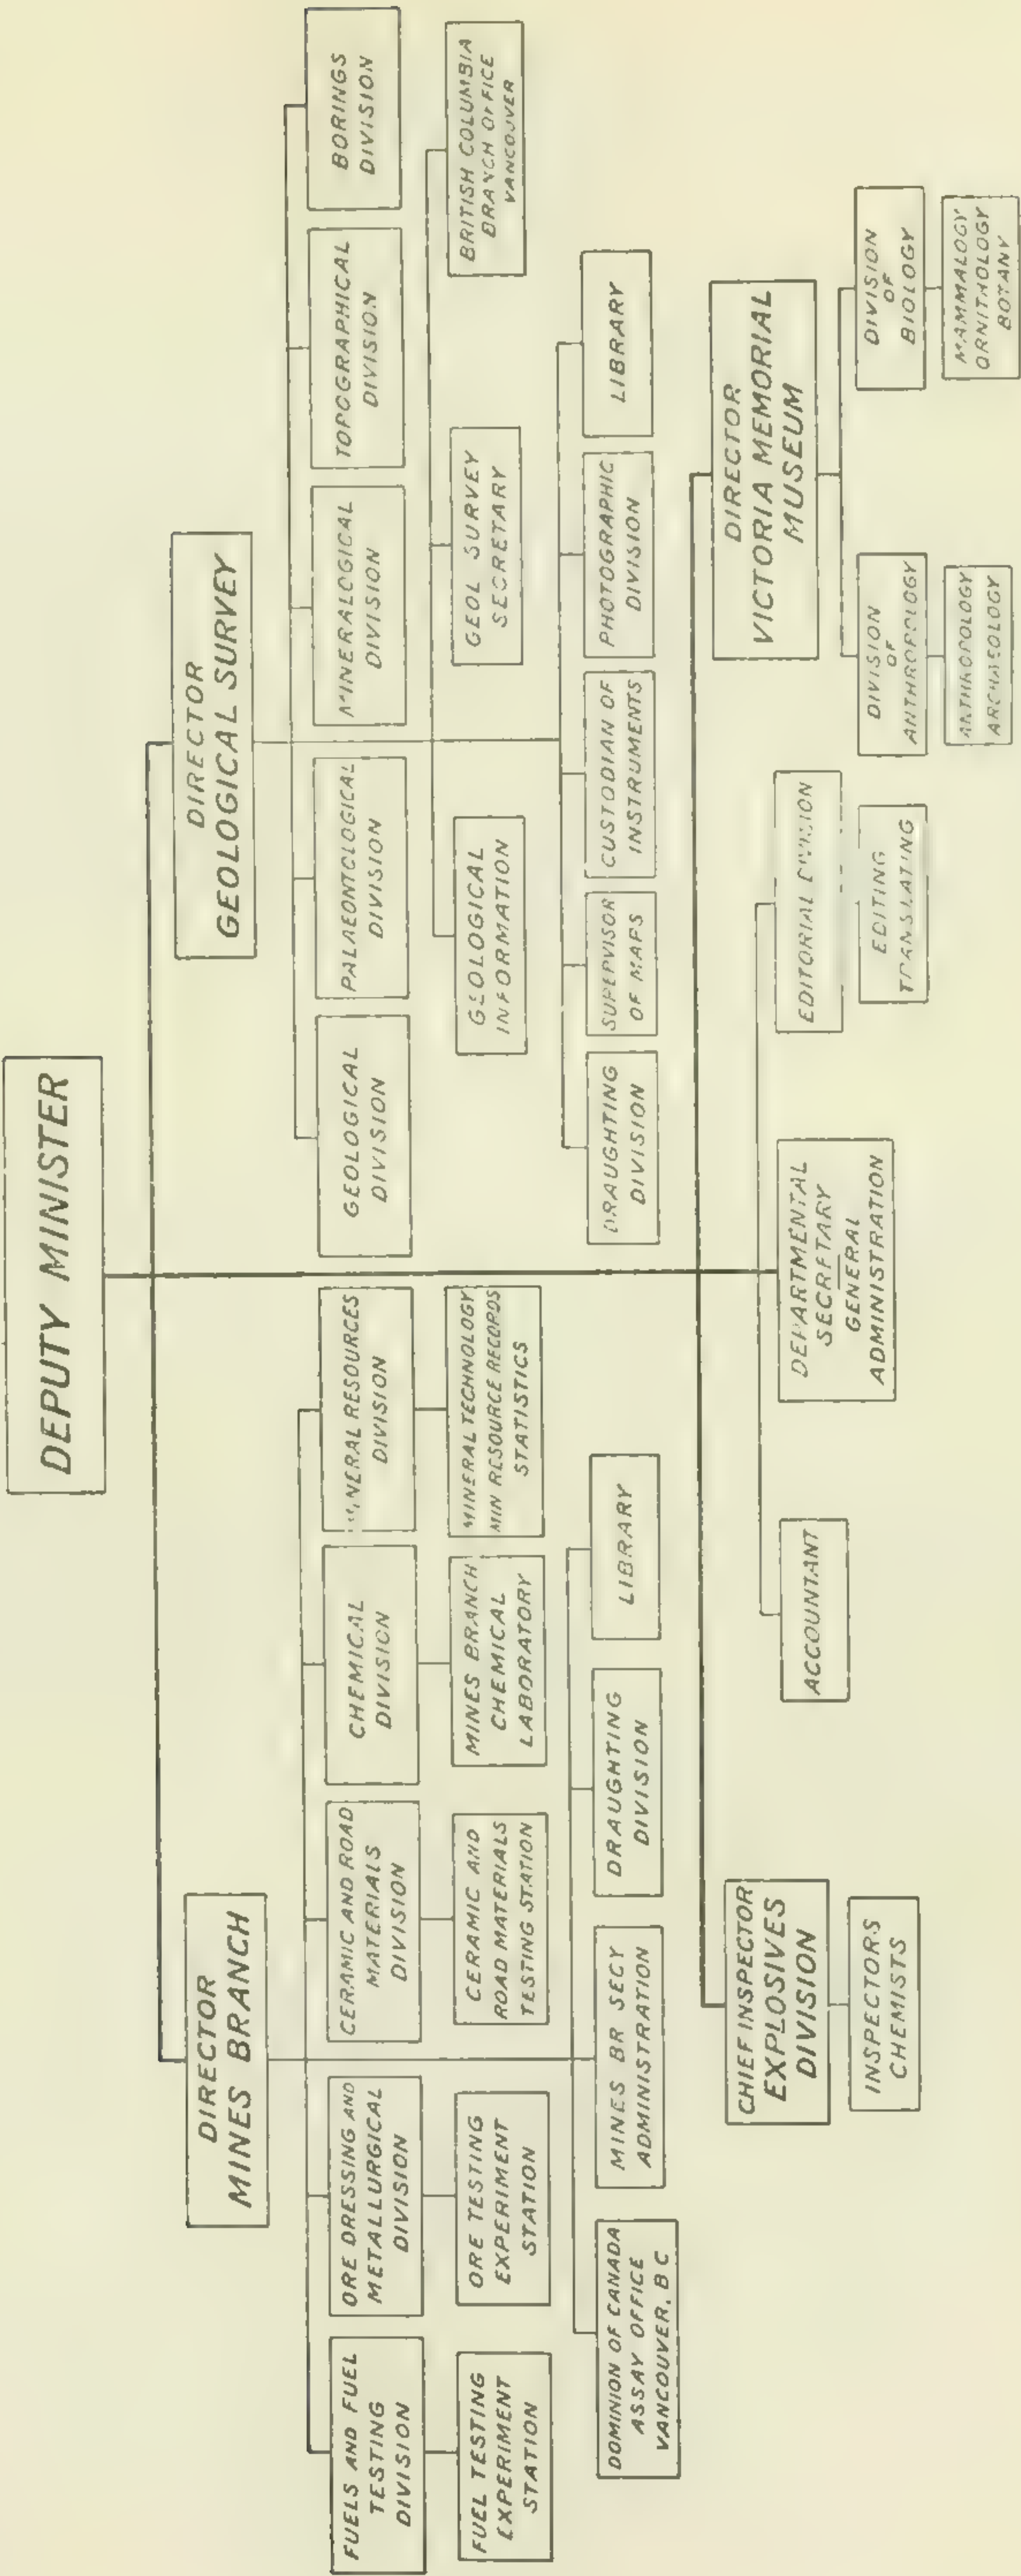 DEPUTY MINISTER
DIRECTOR
MINES BRANCH
DIRECTOR
GEOLOGICAL SURVEY
FUELS AND FUEL
TESTING
DIVISION
ORE DRESSING AND
METALLURGICAL
DIVISION
CERAMIC AND ROAD
MATERIALS
DIVISION
CHEMICAL
DIVISION
MINERAL RESOURCES
DIVISION
GEOLOGICAL
DIVISION
PALAEONTOLOGICAL
DIVISION
MINERALOGICAL
DIVISION
TOPOGRAPHICAL
DIVISION
BORINGS
DIVISION
FUEL TESTING
EXPERIMENT
STATION
ORE TESTING
EXPERIMENT
STATION
CERAMIC AND
ROAD MATERIALS
TESTING STATION
MINES BRANCH
CHEMICAL
LABORATORY
MINERAL TECHNOLOGY
MIN RESOURCE RECORDS
STATISTICS
GEOLOGICAL
INFORMATION
GEOL SURVEY
SECRETARY
BRITISH COLUMBIA
BRANCH OFFICE
VANCOUVER
DOMINION OF CANADA
ASSAY OFFICE
VANCOUVER, B C
MINES BR SECY
ADMINISTRATION
DRAUGHTING
DIVISION
LIBRARY
DRAUGHTING
DIVISION
SUPERVISOR
OF MAPS
CUSTODIAN OF
INSTRUMENTS
PHOTOGRAPHIC
DIVISION
LIBRARY
CHIEF INSPECTOR
EXPLOSIVES
DIVISION
INSPECTORS
CHEMISTS
ACCOUNTANT
DEPARTMENTAL
SECRETARY
GENERAL
ADMINISTRATION
EDITORIAL DIVISION
EDITING
TRANSLATING
DIRECTOR
VICTORIA MEMORIAL
MUSEUM
DIVISION
OF
ANTHROPOLOGY
ANTHROPOLOGY
ARCHAEOLOGY
DIVISION
OF
BIOLOGY
MAMMALOGY
ORNITHOLOGY
BOTANY